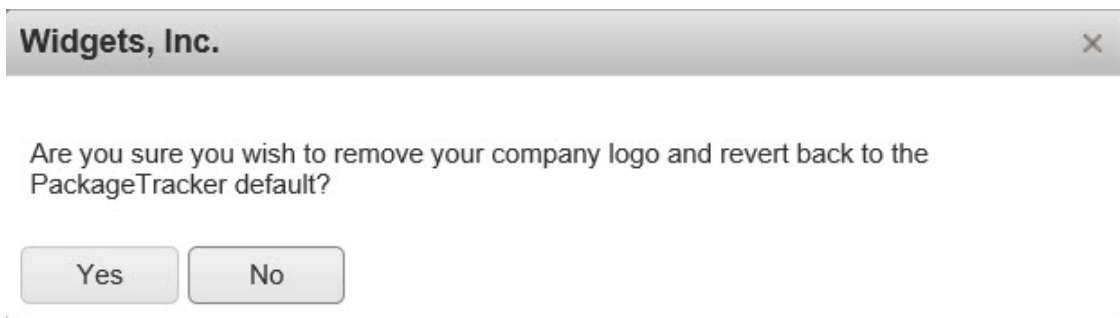 Widgets, Inc.
Are you sure you wish to remove your company logo and revert back to the
PackageTracker default?
Yes No